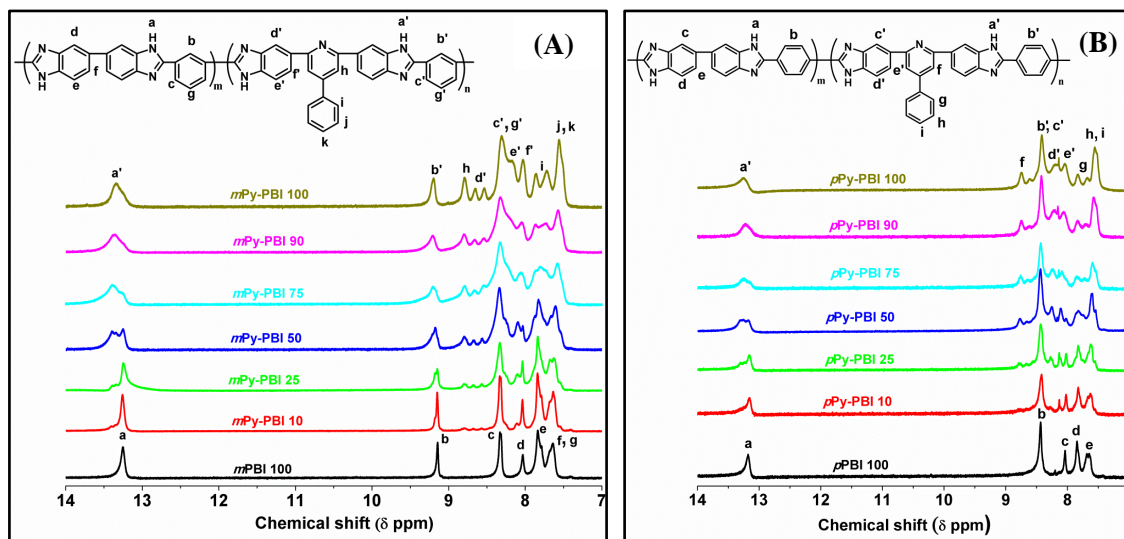 (A)
d
a
b
d'
a'
b'
N
H
N
N
H
N
N
N
H
N
N
H
N
f
e
c
g
m
f'
e'
h
c'
g'
n
i
j
k
c', g'
j, k
a'
b'
h
d'
e'
f'
i
mPy-PBI 100
mPy-PBI 90
mPy-PBI 75
mPy-PBI 50
mPy-PBI 25
mPy-PBI 10
a
b
c
d
e
f, g
mPBI 100
14 13 12 11 10 9 8 7
Chemical shift (δ ppm)
(B)
c
a
b
c'
a'
b'
N
H
N
N
H
N
N
N
H
N
N
H
N
e
d
m
e'
d'
f
n
g
h
i
b', c'
h, i
a'
f
d'
e'
g
pPy-PBI 100
pPy-PBI 90
pPy-PBI 75
pPy-PBI 50
pPy-PBI 25
pPy-PBI 10
a
b
c
d
e
pPBI 100
14 13 12 11 10 9 8
Chemical shift (δ ppm)